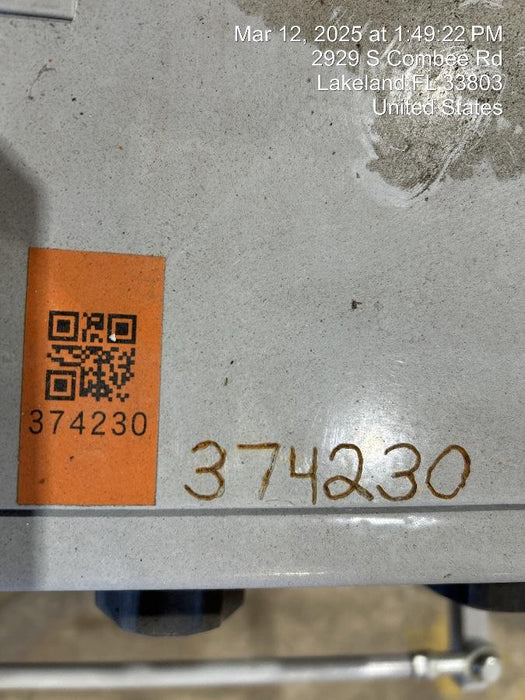 Mar 12, 2025 at 1:49:22 PM
2929 S Combee Rd
Lakeland FL 33803
United States
374230
374230